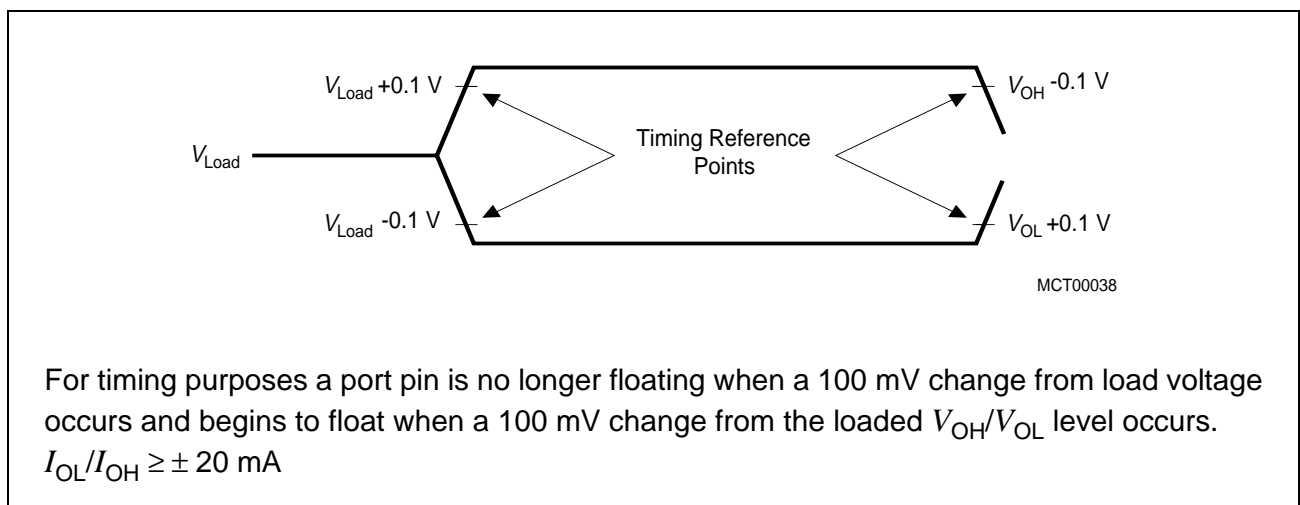 V_Load +0.1 V
V_OH -0.1 V
Timing Reference
Points
V_Load
V_Load -0.1 V
V_OL +0.1 V
MCT00038
For timing purposes a port pin is no longer floating when a 100 mV change from load voltage
occurs and begins to float when a 100 mV change from the loaded V_OH/V_OL level occurs.
I_OL/I_OH ≥ ± 20 mA